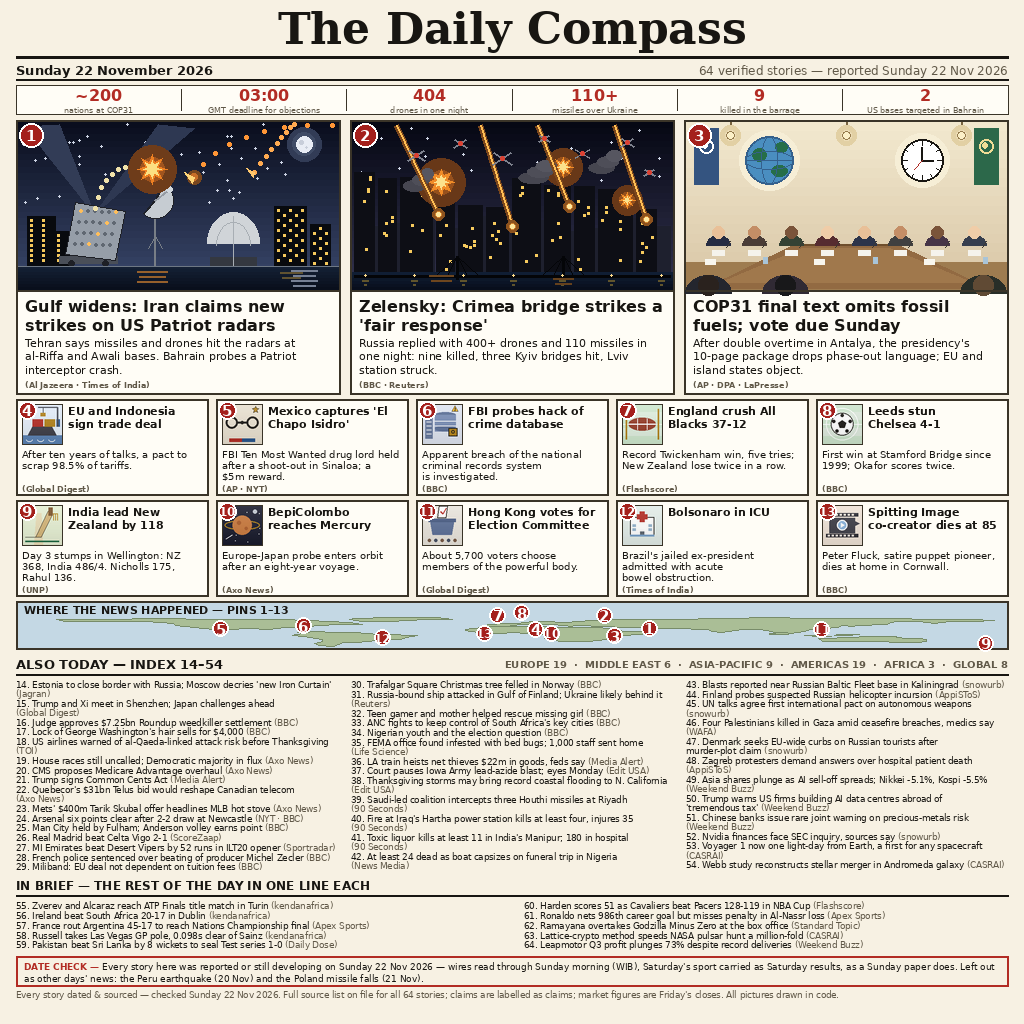 The Daily Compass
Sunday 22 November 2026
64 verified stories — reported Sunday 22 Nov 2026
~200
nations at COP31
03:00
GMT deadline for objections
404
drones in one night
110+
missiles over Ukraine
9
killed in the barrage
2
US bases targeted in Bahrain
1
Gulf widens: Iran claims new
strikes on US Patriot radars
Tehran says missiles and drones hit the radars at
al-Riffa and Awali bases. Bahrain probes a Patriot
interceptor crash.
(Al Jazeera · Times of India)
2
Zelensky: Crimea bridge strikes a
'fair response'
Russia replied with 400+ drones and 110 missiles in
one night: nine killed, three Kyiv bridges hit, Lviv
station struck.
(BBC · Reuters)
3
COP31 final text omits fossil
fuels; vote due Sunday
After double overtime in Antalya, the presidency's
10-page package drops phase-out language; EU and
island states object.
(AP · DPA · LaPresse)
4
EU and Indonesia
sign trade deal
After ten years of talks, a pact to
scrap 98.5% of tariffs.
(Global Digest)
5
Mexico captures 'El
Chapo Isidro'
FBI Ten Most Wanted drug lord held
after a shoot-out in Sinaloa; a
$5m reward.
(AP · NYT)
6
FBI probes hack of
crime database
Apparent breach of the national
criminal records system
is investigated.
(BBC)
7
England crush All
Blacks 37-12
Record Twickenham win, five tries;
New Zealand lose twice in a row.
(Flashscore)
8
Leeds stun
Chelsea 4-1
First win at Stamford Bridge since
1999; Okafor scores twice.
(BBC)
9
India lead New
Zealand by 118
Day 3 stumps in Wellington: NZ
368, India 486/4. Nicholls 175,
Rahul 136.
(UNP)
10
BepiColombo
reaches Mercury
Europe-Japan probe enters orbit
after an eight-year voyage.
(Axo News)
11
Hong Kong votes for
Election Committee
About 5,700 voters choose
members of the powerful body.
(Global Digest)
12
Bolsonaro in ICU
Brazil's jailed ex-president
admitted with acute
bowel obstruction.
(Times of India)
13
Spitting Image
co-creator dies at 85
Peter Fluck, satire puppet pioneer,
dies at home in Cornwall.
(BBC)
WHERE THE NEWS HAPPENED — PINS 1–13
5
6
12
7
8
13
4
10
2
3
1
11
9
ALSO TODAY — INDEX 14–54
EUROPE 19 · MIDDLE EAST 6 · ASIA-PACIFIC 9 · AMERICAS 19 · AFRICA 3 · GLOBAL 8
14. Estonia to close border with Russia; Moscow decries 'new Iron Curtain'
(Jagran)
15. Trump and Xi meet in Shenzhen; Japan challenges ahead
(Global Digest)
16. Judge approves $7.25bn Roundup weedkiller settlement (BBC)
17. Lock of George Washington's hair sells for $4,000 (BBC)
18. US airlines warned of al-Qaeda-linked attack risk before Thanksgiving
(TOI)
19. House races still uncalled; Democratic majority in flux (Axo News)
20. CMS proposes Medicare Advantage overhaul (Axo News)
21. Trump signs Common Cents Act (Media Alert)
22. Quebecor's $31bn Telus bid would reshape Canadian telecom
(Axo News)
23. Mets' $400m Tarik Skubal offer headlines MLB hot stove (Axo News)
24. Arsenal six points clear after 2-2 draw at Newcastle (NYT · BBC)
25. Man City held by Fulham; Anderson volley earns point (BBC)
26. Real Madrid beat Celta Vigo 2-1 (ScoreZaap)
27. MI Emirates beat Desert Vipers by 52 runs in ILT20 opener (Sportradar)
28. French police sentenced over beating of producer Michel Zecler (BBC)
29. Miliband: EU deal not dependent on tuition fees (BBC)
30. Trafalgar Square Christmas tree felled in Norway (BBC)
31. Russia-bound ship attacked in Gulf of Finland; Ukraine likely behind it
(Reuters)
32. Teen gamer and mother helped rescue missing girl (BBC)
33. ANC fights to keep control of South Africa's key cities (BBC)
34. Nigerian youth and the election question (BBC)
35. FEMA office found infested with bed bugs; 1,000 staff sent home
(Life Science)
36. LA train heists net thieves $22m in goods, feds say (Media Alert)
37. Court pauses Iowa Army lead-azide blast; eyes Monday (Edit USA)
38. Thanksgiving storms may bring record coastal flooding to N. California
(Edit USA)
39. Saudi-led coalition intercepts three Houthi missiles at Riyadh
(90 Seconds)
40. Fire at Iraq's Hartha power station kills at least four, injures 35
(90 Seconds)
41. Toxic liquor kills at least 11 in India's Manipur; 180 in hospital
(90 Seconds)
42. At least 24 dead as boat capsizes on funeral trip in Nigeria
(News Media)
43. Blasts reported near Russian Baltic Fleet base in Kaliningrad (snowurb)
44. Finland probes suspected Russian helicopter incursion (AppiSToS)
45. UN talks agree first international pact on autonomous weapons
(snowurb)
46. Four Palestinians killed in Gaza amid ceasefire breaches, medics say
(WAFA)
47. Denmark seeks EU-wide curbs on Russian tourists after
murder-plot claim (snowurb)
48. Zagreb protesters demand answers over hospital patient death
(AppiSToS)
49. Asia shares plunge as AI sell-off spreads; Nikkei -5.1%, Kospi -5.5%
(Weekend Buzz)
50. Trump warns US firms building AI data centres abroad of
'tremendous tax' (Weekend Buzz)
51. Chinese banks issue rare joint warning on precious-metals risk
(Weekend Buzz)
52. Nvidia finances face SEC inquiry, sources say (snowurb)
53. Voyager 1 now one light-day from Earth, a first for any spacecraft
(CASRAI)
54. Webb study reconstructs stellar merger in Andromeda galaxy (CASRAI)
IN BRIEF — THE REST OF THE DAY IN ONE LINE EACH
55. Zverev and Alcaraz reach ATP Finals title match in Turin (kendanafrica)
56. Ireland beat South Africa 20-17 in Dublin (kendanafrica)
57. France rout Argentina 45-17 to reach Nations Championship final (Apex Sports)
58. Russell takes Las Vegas GP pole, 0.098s clear of Sainz (kendanafrica)
59. Pakistan beat Sri Lanka by 8 wickets to seal Test series 1-0 (Daily Dose)
60. Harden scores 51 as Cavaliers beat Pacers 128-119 in NBA Cup (Flashscore)
61. Ronaldo nets 986th career goal but misses penalty in Al-Nassr loss (Apex Sports)
62. Ramayana overtakes Godzilla Minus Zero at the box office (Standard Topic)
63. Lattice-crypto method speeds NASA pulsar hunt a million-fold (CASRAI)
64. Leapmotor Q3 profit plunges 73% despite record deliveries (Weekend Buzz)
DATE CHECK — Every story here was reported or still developing on Sunday 22 Nov 2026 — wires read through Sunday morning (WIB), Saturday's sport carried as Saturday results, as a Sunday paper does. Left out
as other days' news: the Peru earthquake (20 Nov) and the Poland missile falls (21 Nov).
Every story dated & sourced — checked Sunday 22 Nov 2026. Full source list on file for all 64 stories; claims are labelled as claims; market figures are Friday's closes. All pictures drawn in code.